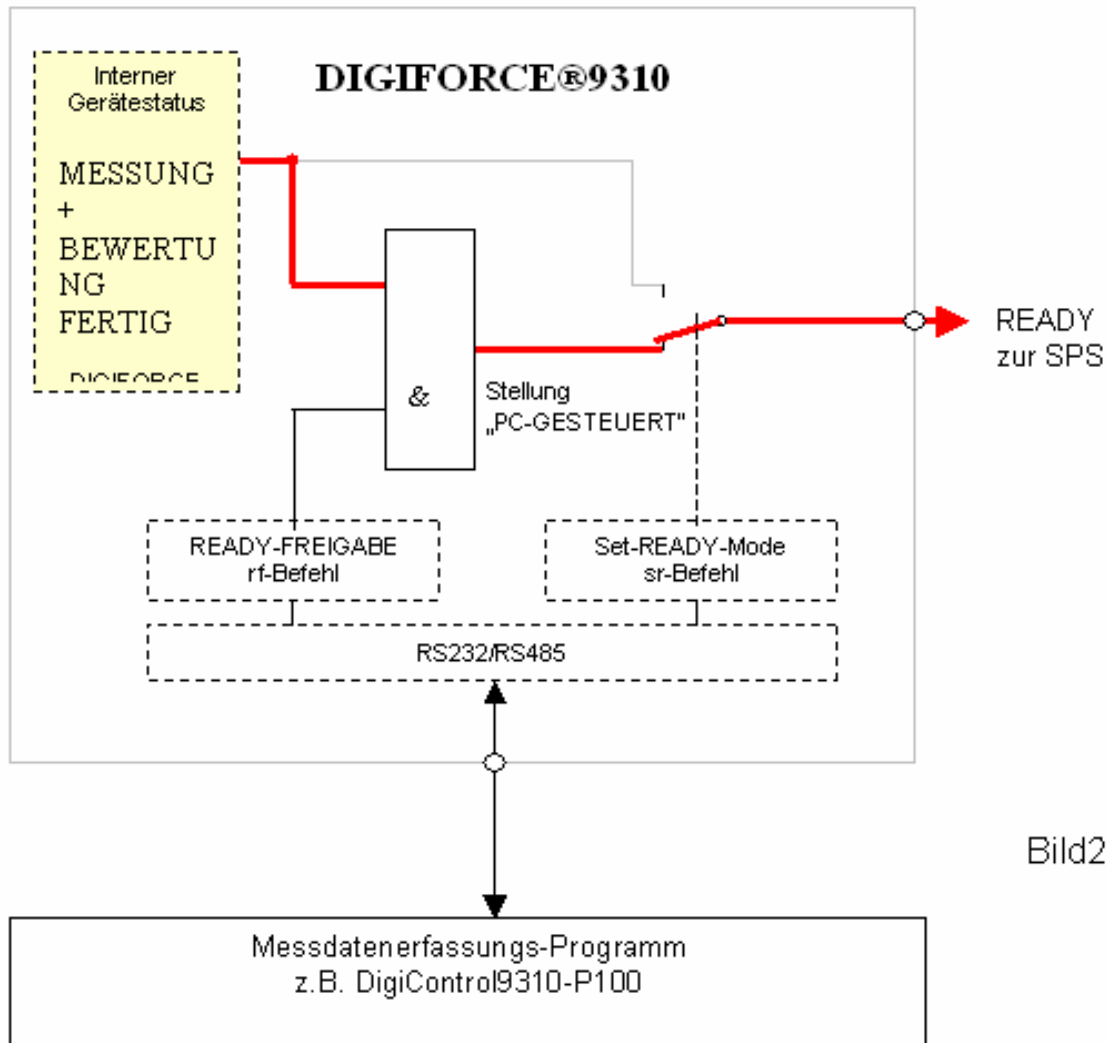 Interner
Gerätestatus
MESSUNG
+
BEWERTU
NG
FERTIG
DIGIFORCE
DIGIFORCE®9310
&
Stellung
„PC-GESTEUERT"
READY
zur SPS
READY-FREIGABE
rf-Befehl
Set-READY-Mode
sr-Befehl
RS232/RS485
Bild2
Messdatenerfassungs-Programm
z.B. DigiControl9310-P100